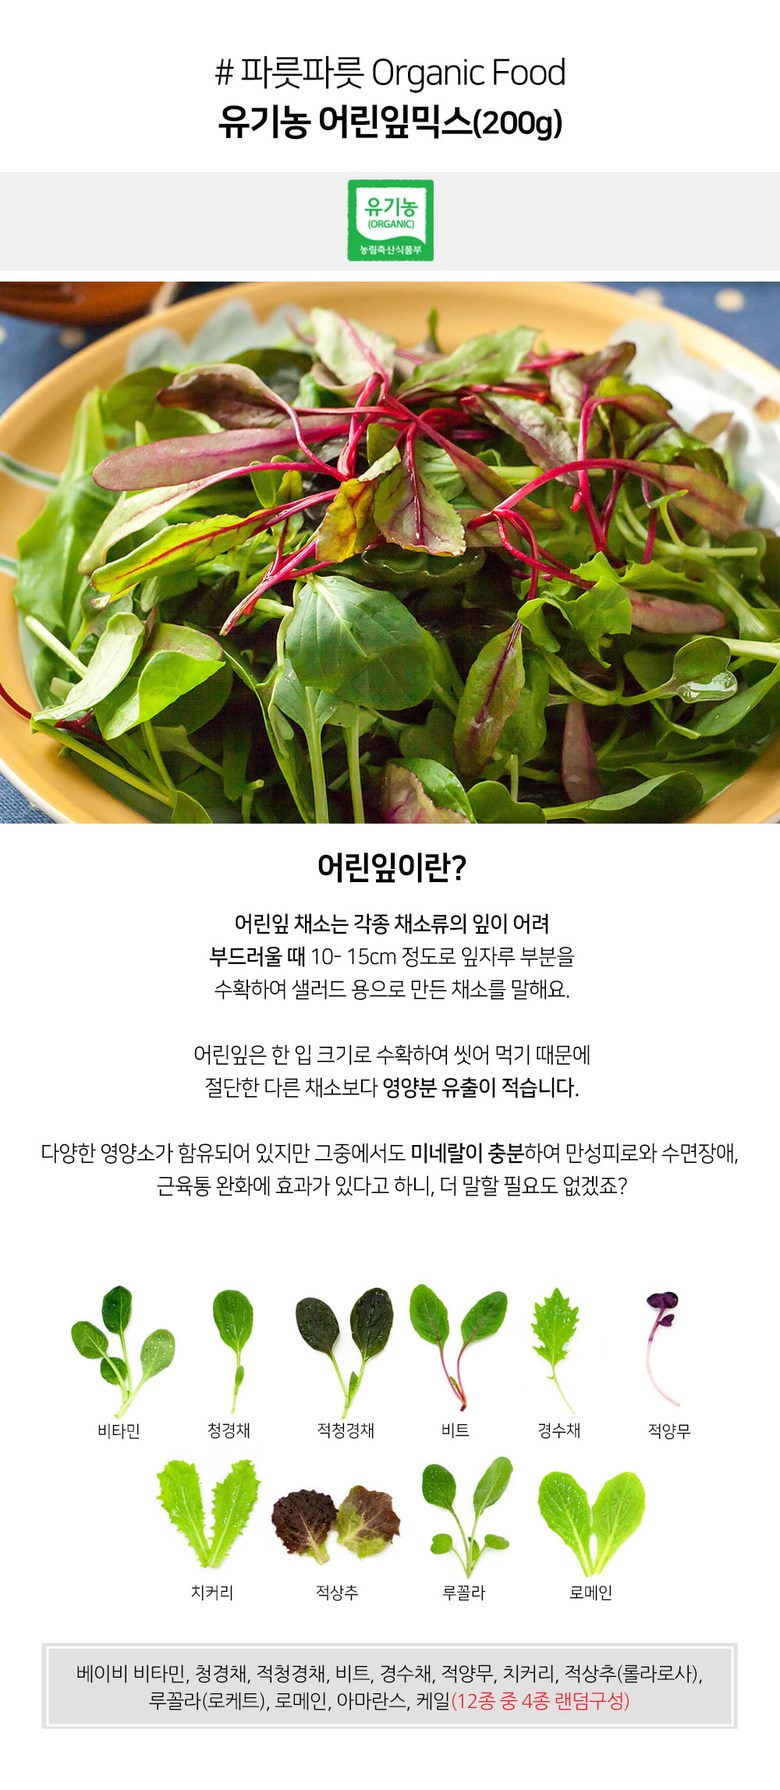 # 파릇파릇 Organic Food
유기농 어린잎믹스(200g)
유기농
(ORGANIC)
농림축산식품부
어린잎이란?
어린잎 채소는 각종 채소류의 잎이 어려
부드러울 때 10- 15cm 정도로 잎자루 부분을
수확하여 샐러드 용으로 만든 채소를 말해요.
어린잎은 한 입 크기로 수확하여 씻어 먹기 때문에
절단한 다른 채소보다 영양분 유출이 적습니다.
다양한 영양소가 함유되어 있지만 그중에서도 미네랄이 충분하여 만성피로와 수면장애,
근육통 완화에 효과가 있다고 하니, 더 말할 필요도 없겠죠?
비타민 청경채 적청경채 비트 경수채 적양무
치커리 적상추 루꼴라 로메인
베이비 비타민, 청경채, 적청경채, 비트, 경수채, 적양무, 치커리, 적상추(롤라로사),
루꼴라(로케트), 로메인, 아마란스, 케일(12종 중 4종 랜덤구성)